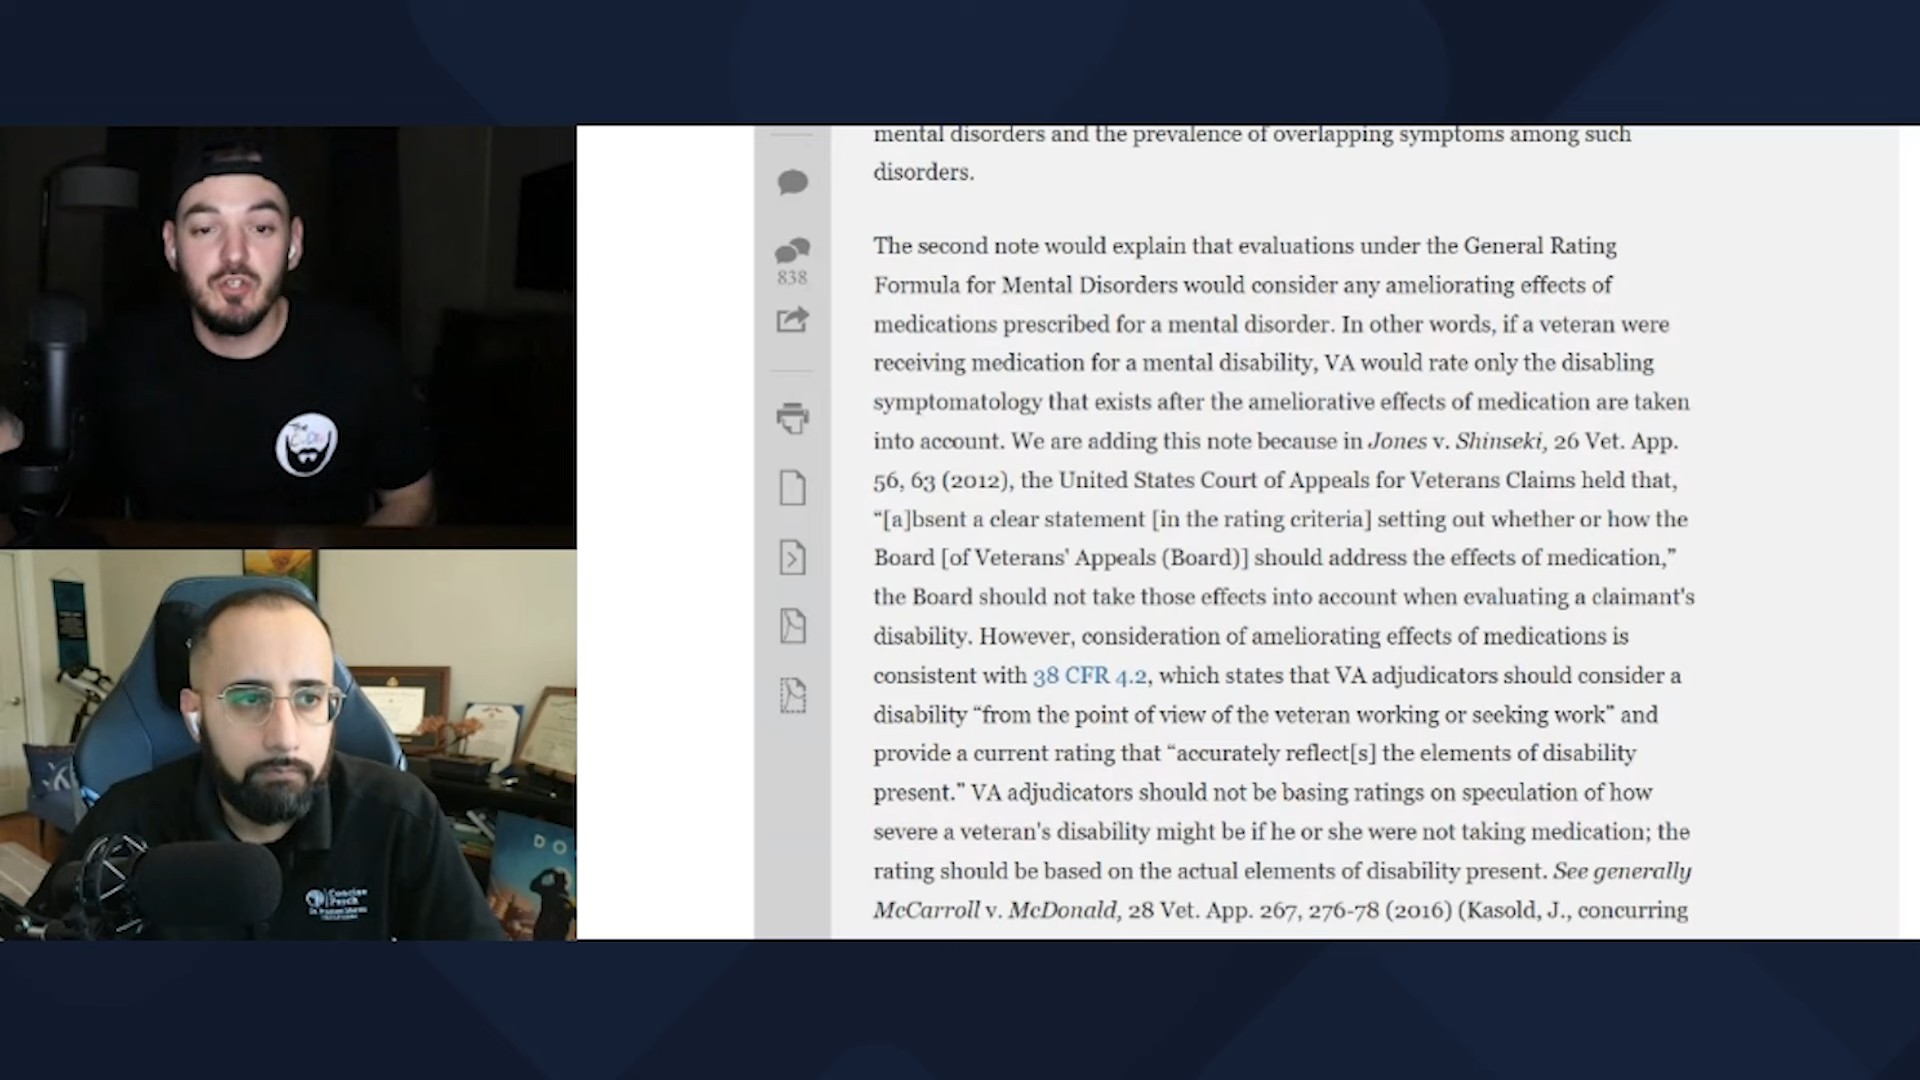 mental disorders and the prevalence of overlapping symptoms among such
disorders.
The second note would explain that evaluations under the General Rating
Formula for Mental Disorders would consider any ameliorating effects of
medications prescribed for a mental disorder. In other words, if a veteran were
receiving medication for a mental disability, VA would rate only the disabling
symptomatology that exists after the ameliorative effects of medication are taken
into account. We are adding this note because in Jones v. Shinseki, 26 Vet. App.
56, 63 (2012), the United States Court of Appeals for Veterans Claims held that,
“[a]bsent a clear statement [in the rating criteria] setting out whether or how the
Board [of Veterans' Appeals (Board)] should address the effects of medication,”
the Board should not take those effects into account when evaluating a claimant's
disability. However, consideration of ameliorating effects of medications is
consistent with 38 CFR 4.2, which states that VA adjudicators should consider a
disability “from the point of view of the veteran working or seeking work” and
provide a current rating that “accurately reflect[s] the elements of disability
present.” VA adjudicators should not be basing ratings on speculation of how
severe a veteran's disability might be if he or she were not taking medication; the
rating should be based on the actual elements of disability present. See generally
McCarroll v. McDonald, 28 Vet. App. 267, 276-78 (2016) (Kasold, J., concurring
838
The
Concise
Psych
DO